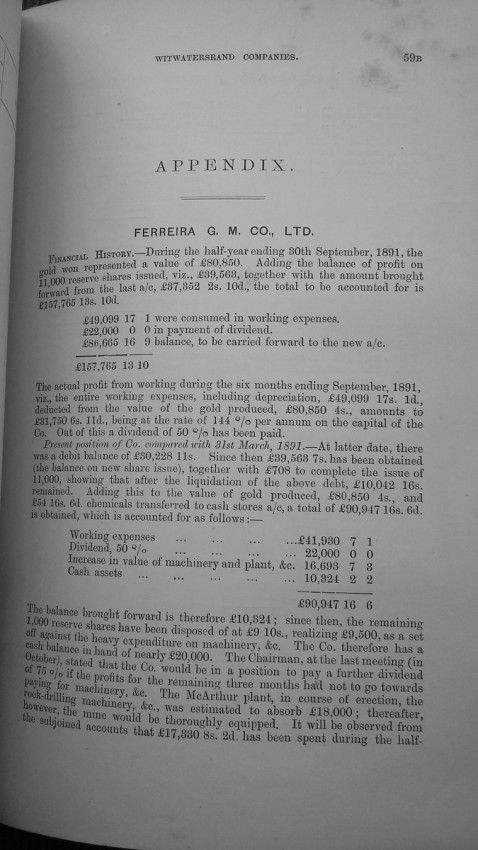 WITWATERSRAND COMPANIES. 59B
APPENDIX.
FERREIRA G. M. CO., LTD.
FINANCIAL HISTORY.—During the half-year ending 30th September, 1891, the
gold won represented a value of £80,850. Adding the balance of profit on
11,000 reserve shares issued, viz., £39,563, together with the amount brought
forward from the last a/c, £37,352 2s. 10d., the total to be accounted for is
£157,765 13s. 10d.
£49,099 17 1 were consumed in working expenses.
£22,000 0 0 in payment of dividend.
£86,665 16 9 balance, to be carried forward to the new a/c.
£157,765 13 10
The actual profit from working during the six months ending September, 1891,
viz., the entire working expenses, including depreciation, £49,099 17s. 1d.,
deducted from the value of the gold produced, £80,850 4s., amounts to
£31,750 6s. 11d., being at the rate of 144 °/o per annum on the capital of the
Co. Out of this a dividend of 50 °/o has been paid.
Present position of Co. compared with 31st March, 1891.—At latter date, there
was a debit balance of £30,228 11s. Since then £39,563 7s. has been obtained
(the balance on new share issue), together with £708 to complete the issue of
11,000, showing that after the liquidation of the above debt, £10,042 16s.
remained. Adding this to the value of gold produced, £80,850 4s., and
£54 16s. 6d. chemicals transferred to cash stores a/c, a total of £90,947 16s. 6d.
is obtained, which is accounted for as follows:—
Working expenses ... ... ... ...£41,930 7 1
Dividend, 50 °/o ... ... ... ... 22,000 0 0
Increase in value of machinery and plant, &c. 16,693 7 3
Cash assets ... ... ... ... ... 10,324 2 2
£90,947 16 6
The balance brought forward is therefore £10,324; since then, the remaining
1,000 reserve shares have been disposed of at £9 10s., realizing £9,500, as a set
off against the heavy expenditure on machinery, &c. The Co. therefore has a
cash balance in hand of nearly £20,000. The Chairman, at the last meeting (in
October), stated that the Co. would be in a position to pay a further dividend
of 75 °/o if the profits for the remaining three months had not to go towards
paying for machinery, &c. The McArthur plant, in course of erection, the
rock-drilling machinery, &c., was estimated to absorb £18,000; thereafter,
however, the mine would be thoroughly equipped. It will be observed from
the subjoined accounts that £17,330 8s. 2d. has been spent during the half-